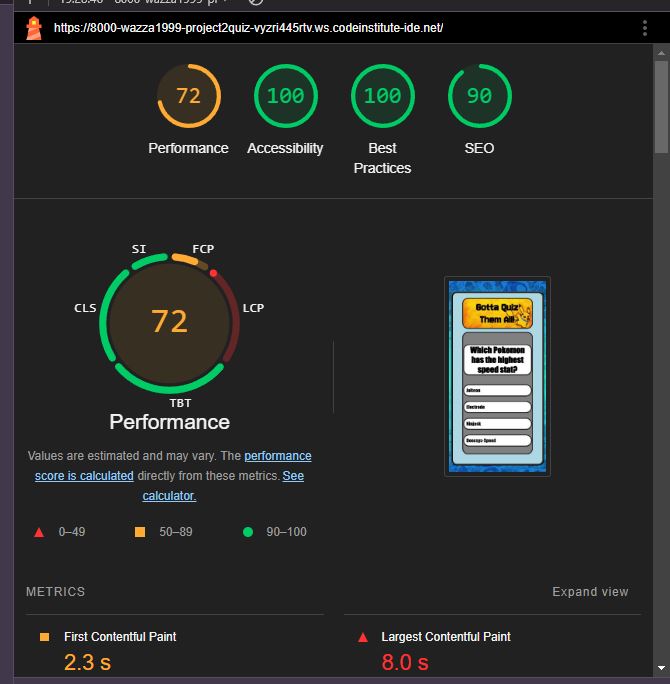 https://8000-wazza1999-project2quiz-vyzri445rtv.ws.codeinstitute-ide.net/
72
100
100
90
Performance
Accessibility
Best
Practices
SEO
SI
FCP
CLS
LCP
72
TBT
Performance
Values are estimated and may vary. The performance
score is calculated directly from these metrics. See
calculator.
0–49
50–89
90–100
Gotta Quiz'
Them All!
Which Pokemon
has the highest
speed stat?
Jolteon
Electrode
Ninjask
Deoxys Speed
METRICS
Expand view
First Contentful Paint
2.3 s
Largest Contentful Paint
8.0 s